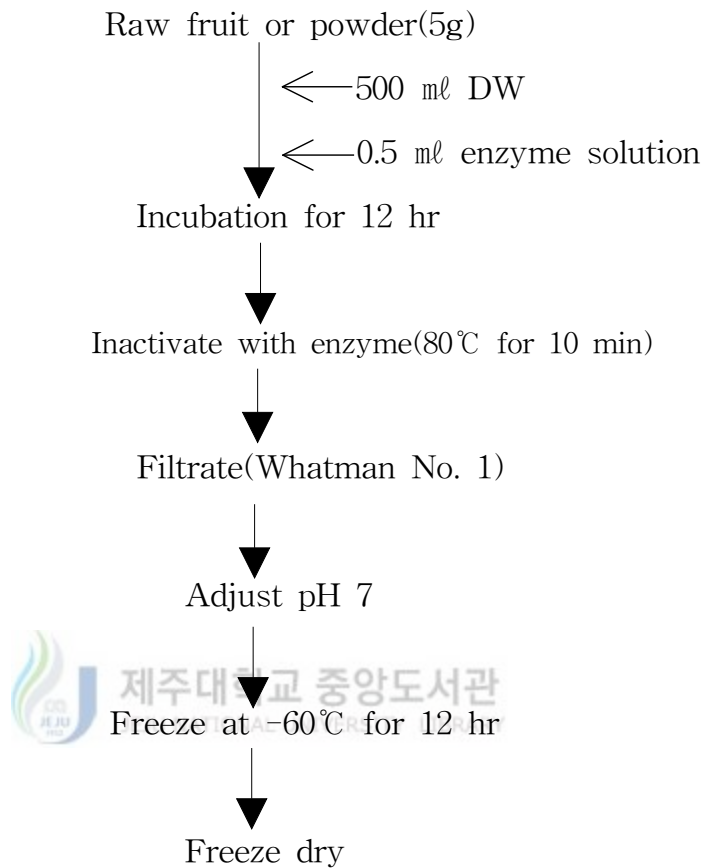 Raw fruit or powder(5g)
500 ㎖ DW
0.5 ㎖ enzyme solution
Incubation for 12 hr
Inactivate with enzyme(80℃ for 10 min)
Filtrate(Whatman No. 1)
Adjust pH 7
제주대학교 중앙도서관
JEJU
1952
Freeze at -60℃ for 12 hr
Freeze dry